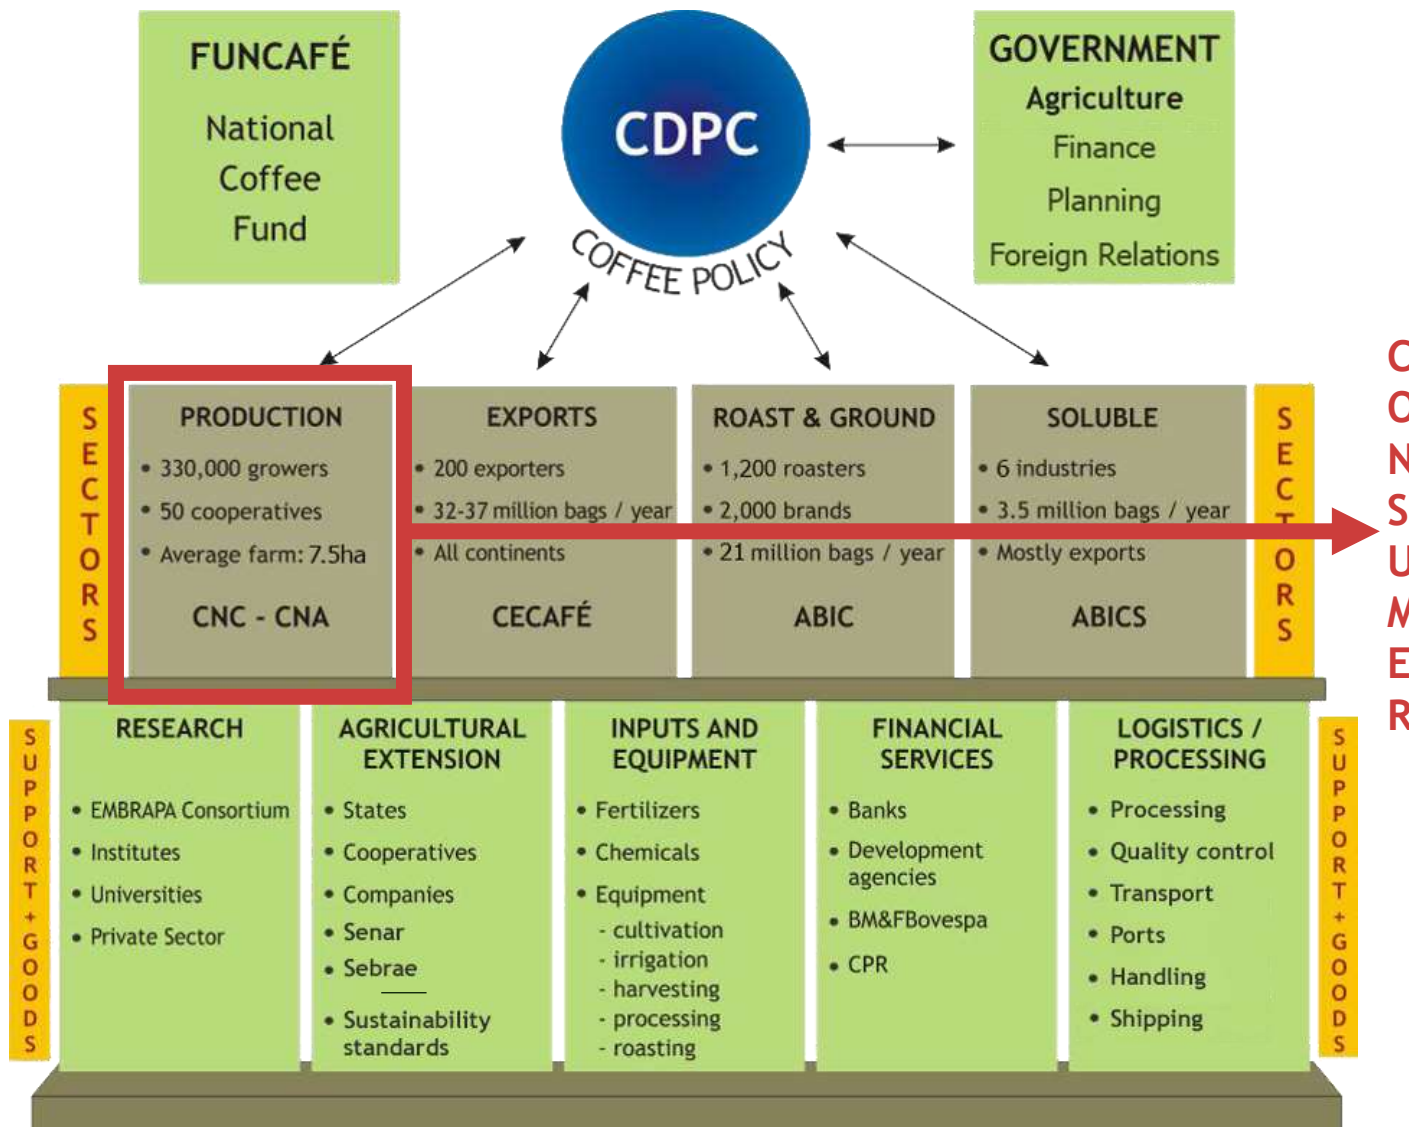 FUNCAFÉ
National
Coffee
Fund
CDPC
COFFEE POLICY
GOVERNMENT
Agriculture
Finance
Planning
Foreign Relations
SECTORS
PRODUCTION
• 330,000 growers
• 50 cooperatives
• Average farm: 7.5ha
CNC - CNA
EXPORTS
• 200 exporters
• 32-37 million bags / year
• All continents
CECAFÉ
ROAST & GROUND
• 1,200 roasters
• 2,000 brands
• 21 million bags / year
ABIC
SOLUBLE
• 6 industries
• 3.5 million bags / year
• Mostly exports
ABICS
SECTORS
CONSUMER
SUPPORT+GOODS
RESEARCH
• EMBRAPA Consortium
• Institutes
• Universities
• Private Sector
AGRICULTURAL
EXTENSION
• States
• Cooperatives
• Companies
• Senar
• Sebrae
• Sustainability
standards
INPUTS AND
EQUIPMENT
• Fertilizers
• Chemicals
• Equipment
- cultivation
- irrigation
- harvesting
- processing
- roasting
FINANCIAL
SERVICES
• Banks
• Development
agencies
• BM&FBovespa
• CPR
LOGISTICS /
PROCESSING
• Processing
• Quality control
• Transport
• Ports
• Handling
• Shipping
SUPPORT+GOODS